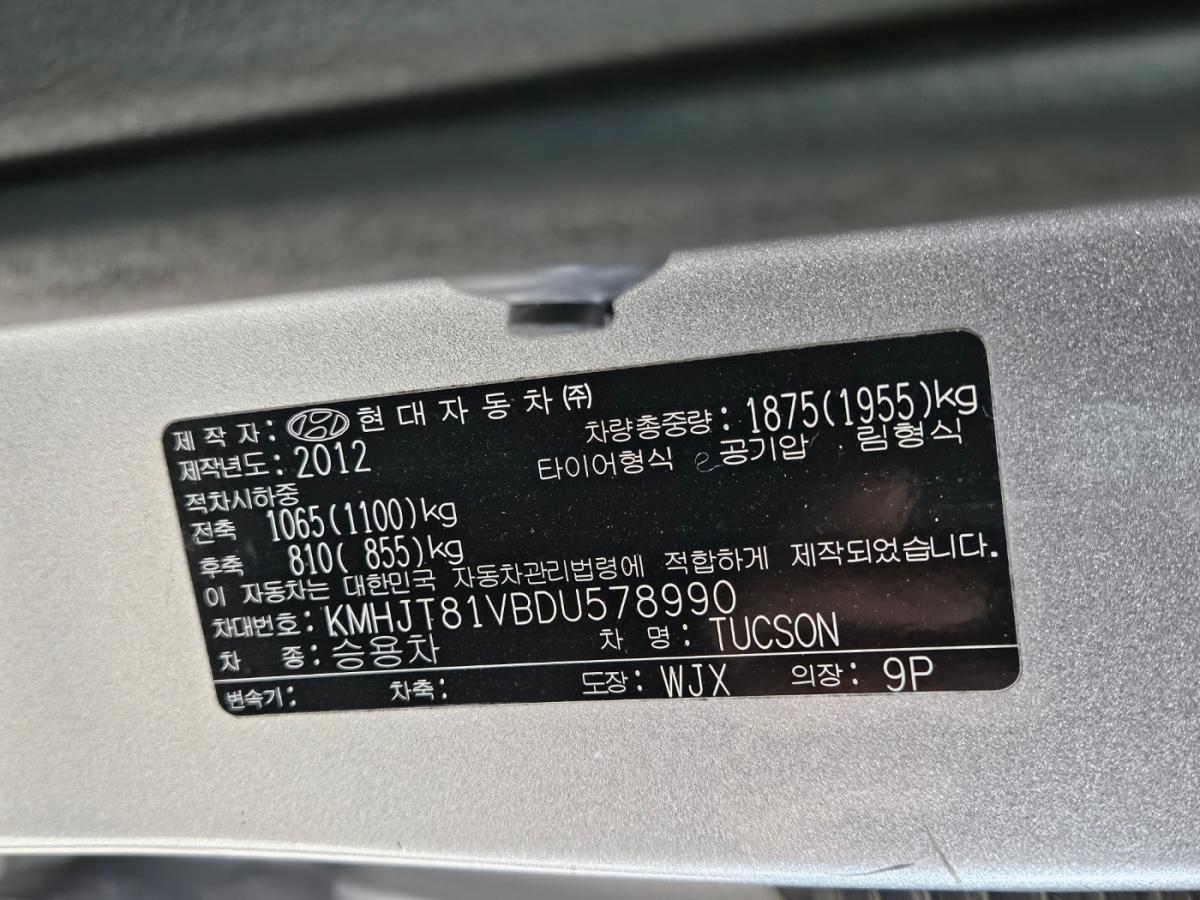 제 작 자: 현대자동차㈜
제작년도: 2012
차량총중량: 1875(1955)kg
타이어형식 공기압 림형식
적차시하중
전축 1065(1100)kg
후축 810( 855)kg
이 자동차는 대한민국 자동차관리법령에 적합하게 제작되었습니다.
차대번호: KMHJT81VBDU578990
차 종: 승용차 차 명: TUCSON
변속기: 차축: 도장: WJX 의장: 9P